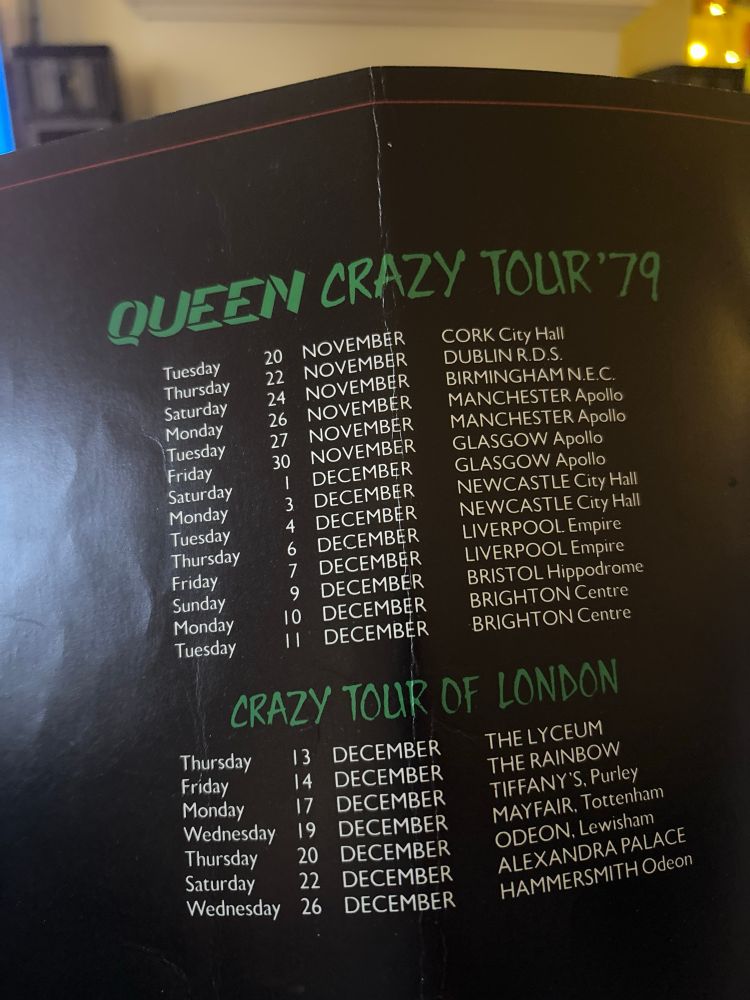 QUEEN CRAZY TOUR '79
Tuesday 20 NOVEMBER CORK City Hall
Thursday 22 NOVEMBER DUBLIN R.D.S.
Saturday 24 NOVEMBER BIRMINGHAM N.E.C.
Monday 26 NOVEMBER MANCHESTER Apollo
Tuesday 27 NOVEMBER MANCHESTER Apollo
Friday 30 NOVEMBER GLASGOW Apollo
Saturday 1 DECEMBER GLASGOW Apollo
Monday 3 DECEMBER NEWCASTLE City Hall
Tuesday 4 DECEMBER NEWCASTLE City Hall
Thursday 6 DECEMBER LIVERPOOL Empire
Friday 7 DECEMBER LIVERPOOL Empire
Sunday 9 DECEMBER BRISTOL Hippodrome
Monday 10 DECEMBER BRIGHTON Centre
Tuesday 11 DECEMBER BRIGHTON Centre
CRAZY TOUR OF LONDON
Thursday 13 DECEMBER THE LYCEUM
Friday 14 DECEMBER THE RAINBOW
Monday 17 DECEMBER TIFFANY'S, Purley
Wednesday 19 DECEMBER MAYFAIR, Tottenham
Thursday 20 DECEMBER ODEON, Lewisham
Saturday 22 DECEMBER ALEXANDRA PALACE
Wednesday 26 DECEMBER HAMMERSMITH Odeon